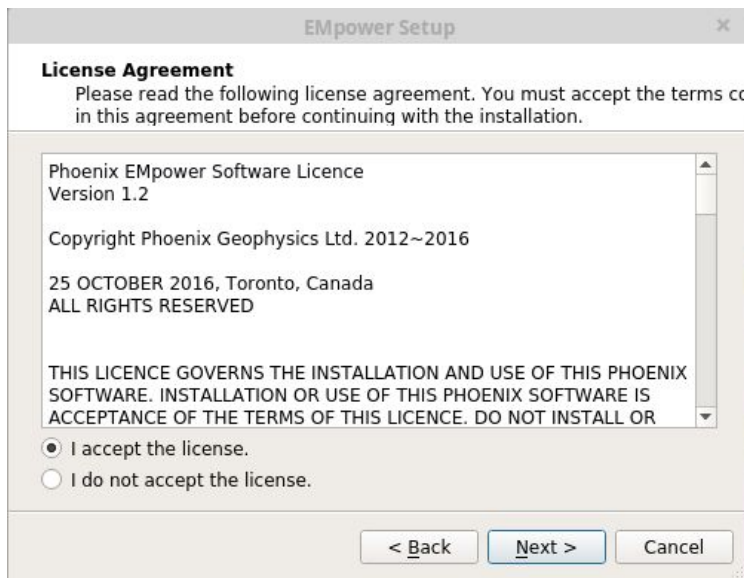 EMpower Setup
License Agreement
Please read the following license agreement. You must accept the terms
in this agreement before continuing with the installation.
Phoenix EMpower Software Licence
Version 1.2
Copyright Phoenix Geophysics Ltd. 2012~2016
25 OCTOBER 2016, Toronto, Canada
ALL RIGHTS RESERVED
THIS LICENCE GOVERNS THE INSTALLATION AND USE OF THIS PHOENIX
SOFTWARE. INSTALLATION OR USE OF THIS PHOENIX SOFTWARE IS
ACCEPTANCE OF THE TERMS OF THIS LICENCE. DO NOT INSTALL OR
I accept the license.
I do not accept the license.
< Back
Next >
Cancel